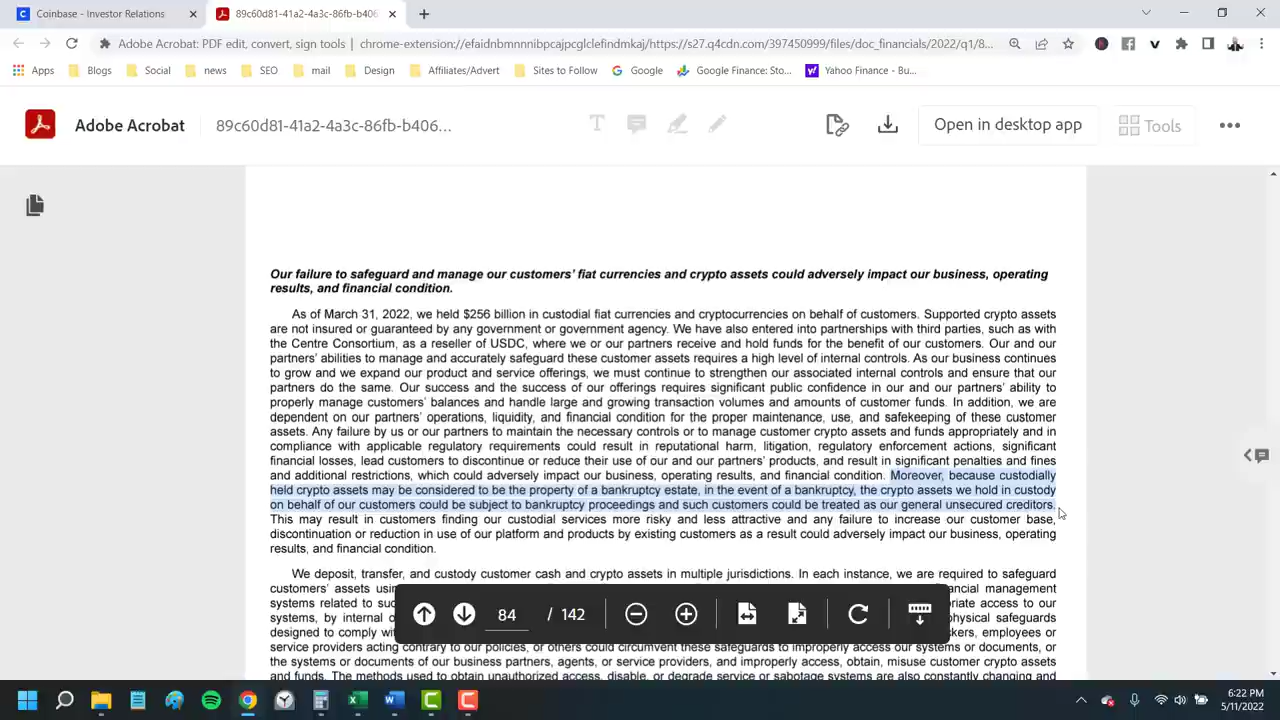 Coinbase - Investor Relations
89c60d81-41a2-4a3c-86fb-b406
Adobe Acrobat: PDF edit, convert, sign tools | chrome-extension://efaidnbmnnnibpcajpcglclefindmkaj/https://s27.q4cdn.com/397450999/files/doc_financials/2022/q1/8...
Apps Blogs Social news SEO mail Design Affiliates/Advert Sites to Follow Google Google Finance: Sto... Yahoo Finance - Bu...
Adobe Acrobat 89c60d81-41a2-4a3c-86fb-b406... Open in desktop app Tools
Our failure to safeguard and manage our customers' fiat currencies and crypto assets could adversely impact our business, operating
results, and financial condition.
As of March 31, 2022, we held $256 billion in custodial fiat currencies and cryptocurrencies on behalf of customers. Supported crypto assets
are not insured or guaranteed by any government or government agency. We have also entered into partnerships with third parties, such as with
the Centre Consortium, as a reseller of USDC, where we or our partners receive and hold funds for the benefit of our customers. Our and our
partners' abilities to manage and accurately safeguard these customer assets requires a high level of internal controls. As our business continues
to grow and we expand our product and service offerings, we must continue to strengthen our associated internal controls and ensure that our
partners do the same. Our success and the success of our offerings requires significant public confidence in our and our partners' ability to
properly manage customers' balances and handle large and growing transaction volumes and amounts of customer funds. In addition, we are
dependent on our partners' operations, liquidity, and financial condition for the proper maintenance, use, and safekeeping of these customer
assets. Any failure by us or our partners to maintain the necessary controls or to manage customer crypto assets and funds appropriately and in
compliance with applicable regulatory requirements could result in reputational harm, litigation, regulatory enforcement actions, significant
financial losses, lead customers to discontinue or reduce their use of our and our partners' products, and result in significant penalties and fines
and additional restrictions, which could adversely impact our business, operating results, and financial condition. Moreover, because custodially
held crypto assets may be considered to be the property of a bankruptcy estate, in the event of a bankruptcy, the crypto assets we hold in custody
on behalf of our customers could be subject to bankruptcy proceedings and such customers could be treated as our general unsecured creditors.
This may result in customers finding our custodial services more risky and less attractive and any failure to increase our customer base,
discontinuation or reduction in use of our platform and products by existing customers as a result could adversely impact our business, operating
results, and financial condition.
We deposit, transfer, and custody customer cash and crypto assets in multiple jurisdictions. In each instance, we are required to safeguard
customers' assets financial management
systems related to access to our
systems, by internal physical safeguards
designed to comply employees or
service providers acting contrary to our policies, or others could circumvent these safeguards to improperly access our systems or documents, or
the systems or documents of our business partners, agents, or service providers, and improperly access, obtain, misuse customer crypto assets
and funds. The methods used to obtain unauthorized access, disable, or degrade service or sabotage systems are also constantly changing and
84 / 142
6:22 PM
5/11/2022